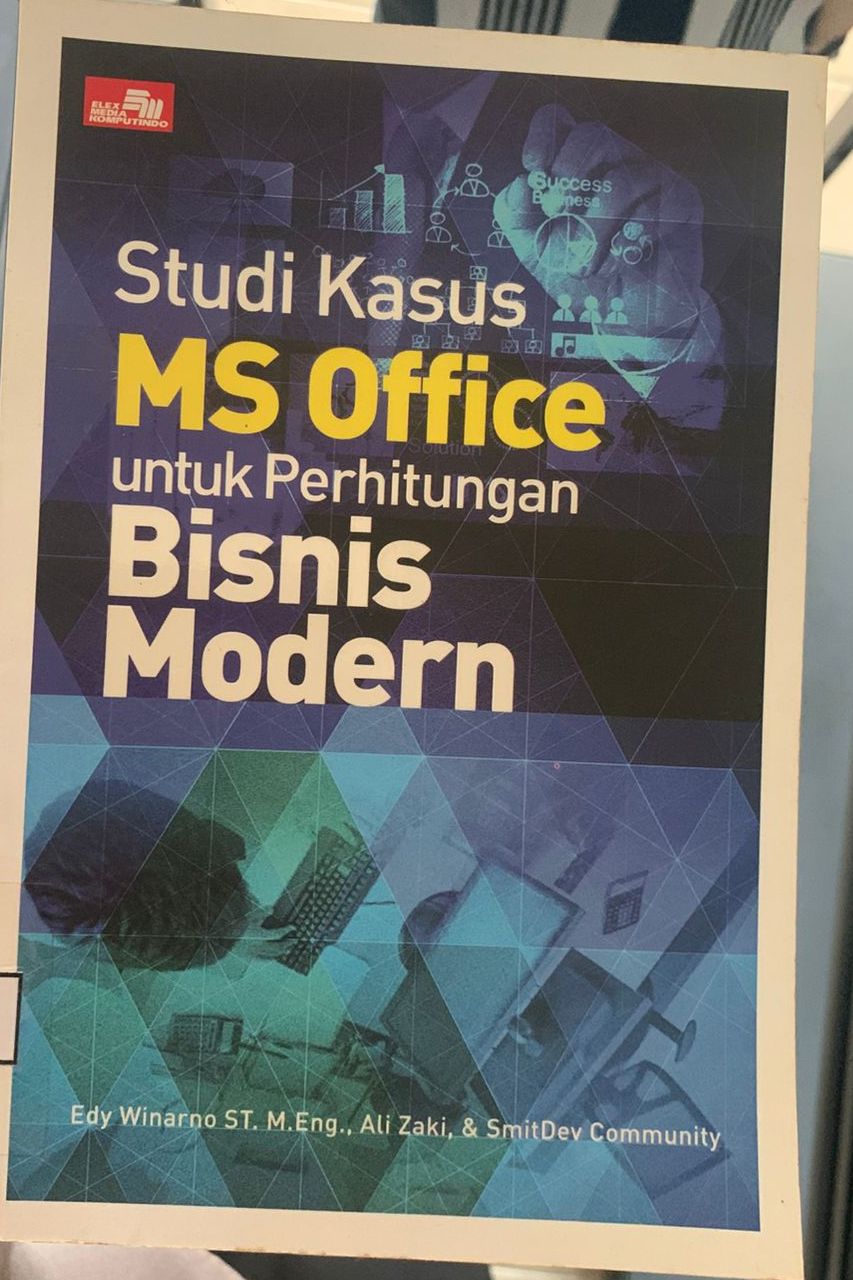 ELEX
MEDIA
KOMPUTINDO
Success
Business
Studi Kasus
MS Office
Solution
untuk Perhitungan
Bisnis
Modern
Edy Winarno ST. M.Eng., Ali Zaki, & SmitDev Community